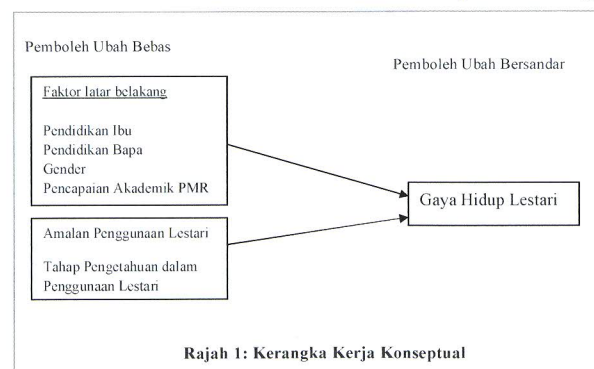 Pemboleh Ubah Bebas
Pemboleh Ubah Bersandar
Faktor latar belakang
Pendidikan Ibu
Pendidikan Bapa
Gender
Pencapaian Akademik PMR
Gaya Hidup Lestari
Amalan Penggunaan Lestari
Tahap Pengetahuan dalam
Penggunaan Lestari
Rajah 1: Kerangka Kerja Konseptual